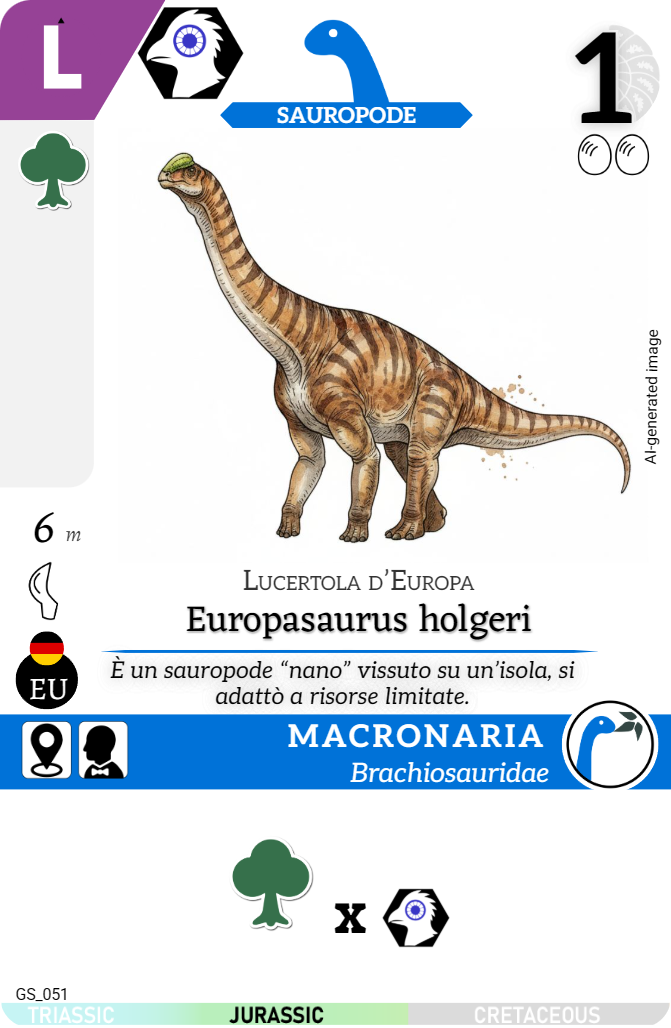 L
SAUROPODE
1
AI-generated image
6 m
LUCERTOLA D'EUROPA
Europasaurus holgeri
EU
È un sauropode “nano” vissuto su un'isola, si
adattò a risorse limitate.
MACRONARIA
Brachiosauridae
x
GS_051
TRIASSIC JURASSIC CRETACEOUS